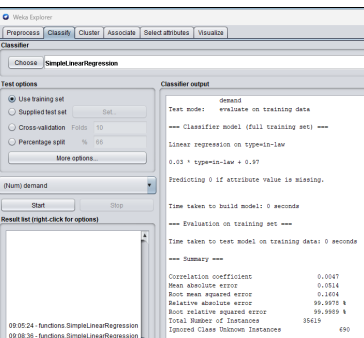 Weka Explorer
Preprocess Classify Cluster Associate Select attributes Visualize
Classifier
Choose SimpleLinearRegression
Test options
Use training set
Supplied test set Set...
Cross-validation Folds 10
Percentage split % 66
More options...
(Num) demand
Start Stop
Result list (right-click for options)
09:05:24 - functions.SimpleLinearRegression
09:08:36 - functions.SimpleLinearRegression
Classifier output
demand
Test mode: evaluate on training data
=== Classifier model (full training set) ===
Linear regression on type=in-law
0.03 * type=in-law + 0.97
Predicting 0 if attribute value is missing.
Time taken to build model: 0 seconds
=== Evaluation on training set ===
Time taken to test model on training data: 0 seconds
=== Summary ===
Correlation coefficient 0.0047
Mean absolute error 0.0514
Root mean squared error 0.1604
Relative absolute error 99.9978 %
Root relative squared error 99.9989 %
Total Number of Instances 35619
Ignored Class Unknown Instances 690